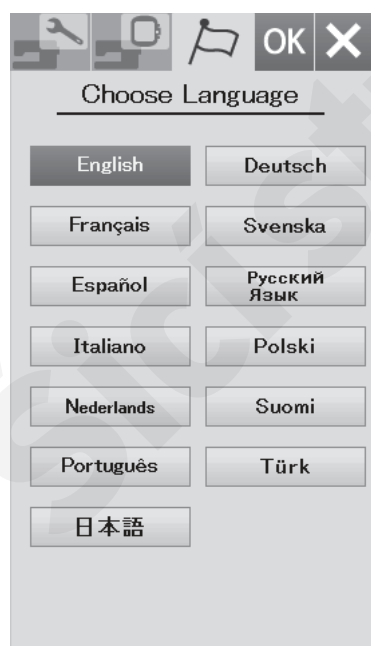 OK
Choose Language
English Deutsch
Français Svenska
Español Русский
Язык
Italiano Polski
Nederlands Suomi
Português Türk
日本語